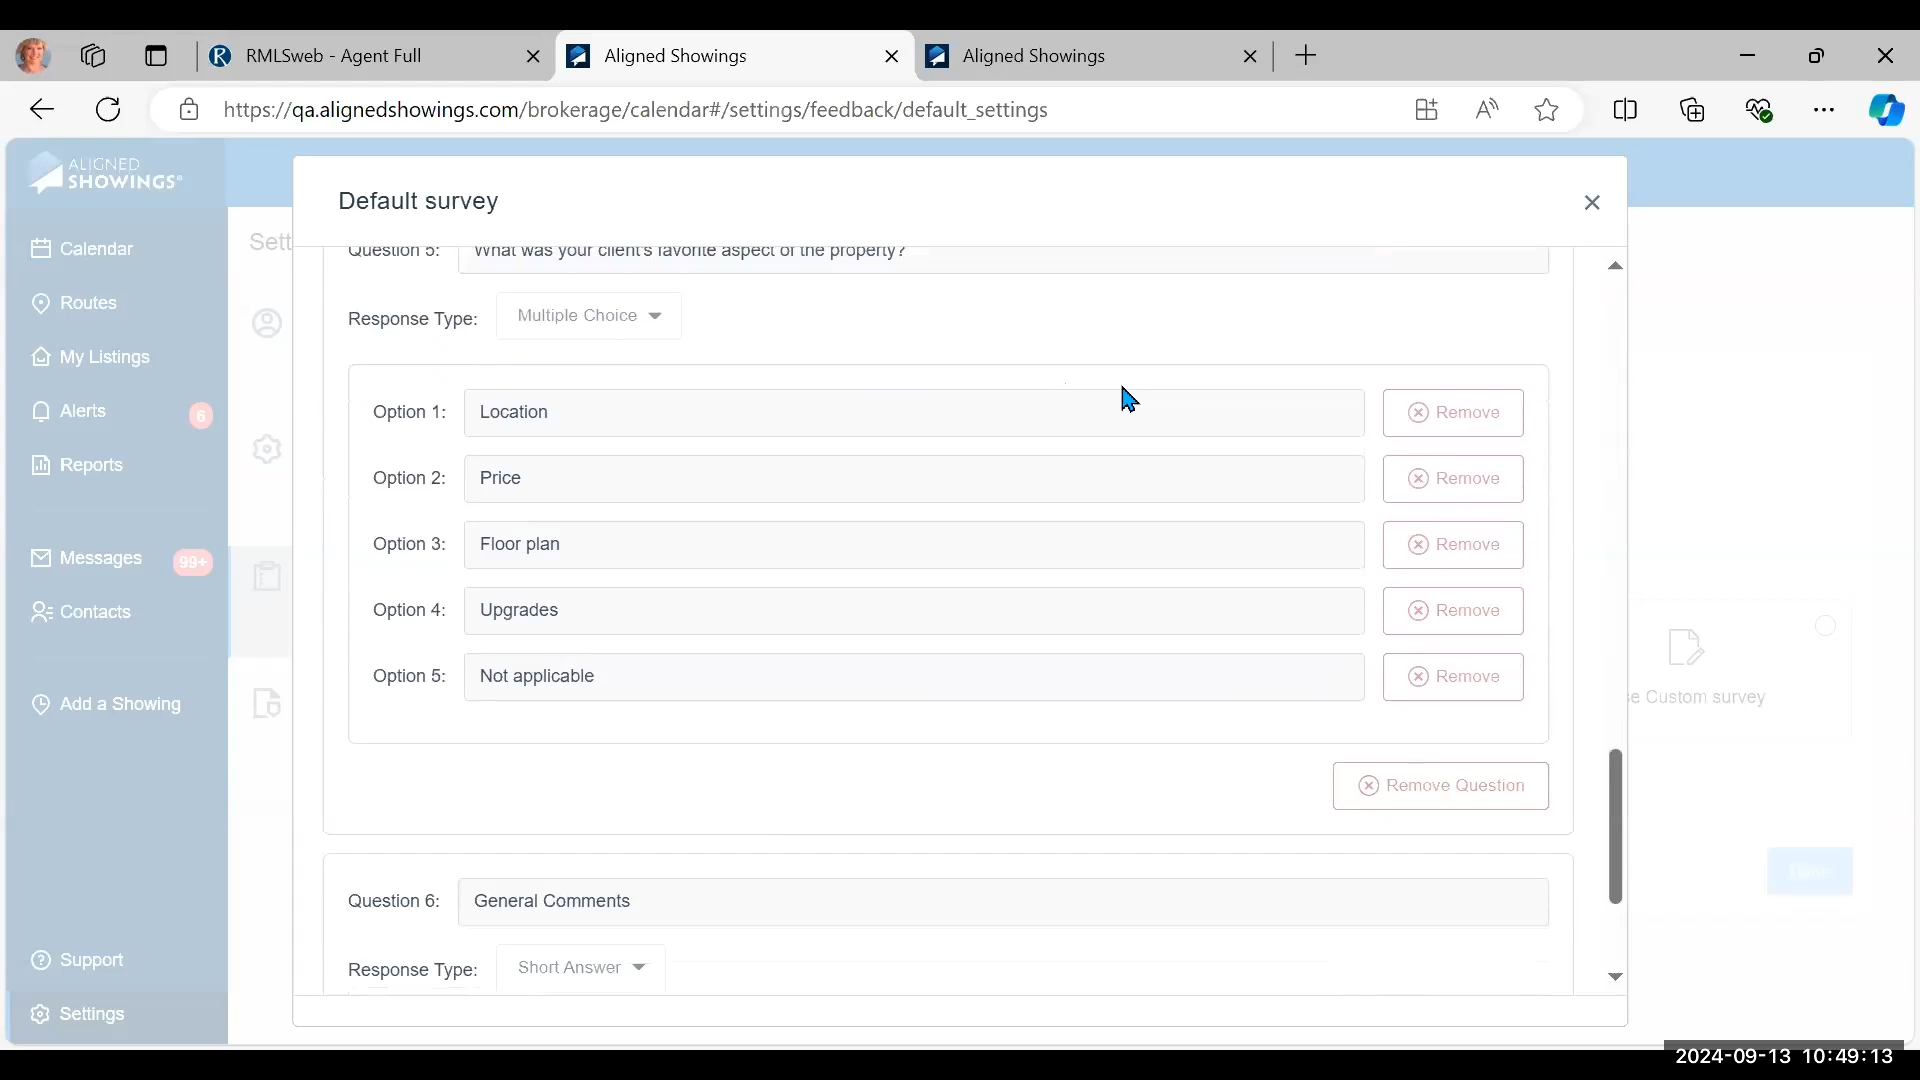 RMLSweb - Agent Full
Aligned Showings
Aligned Showings
https://qa.alignedshowings.com/brokerage/calendar#/settings/feedback/default_settings
ALIGNED
SHOWINGS
Default survey
Calendar
Sett
Question 5: What was your client's favorite aspect of the property?
Routes
Response Type: Multiple Choice
My Listings
Alerts 6
Option 1: Location Remove
Reports
Option 2: Price Remove
Option 3: Floor plan Remove
Messages 99+
Contacts
Option 4: Upgrades Remove
Option 5: Not applicable Remove
Custom survey
Add a Showing
Remove Question
Question 6: General Comments
Response Type: Short Answer
Support
Settings
2024-09-13 10:49:13